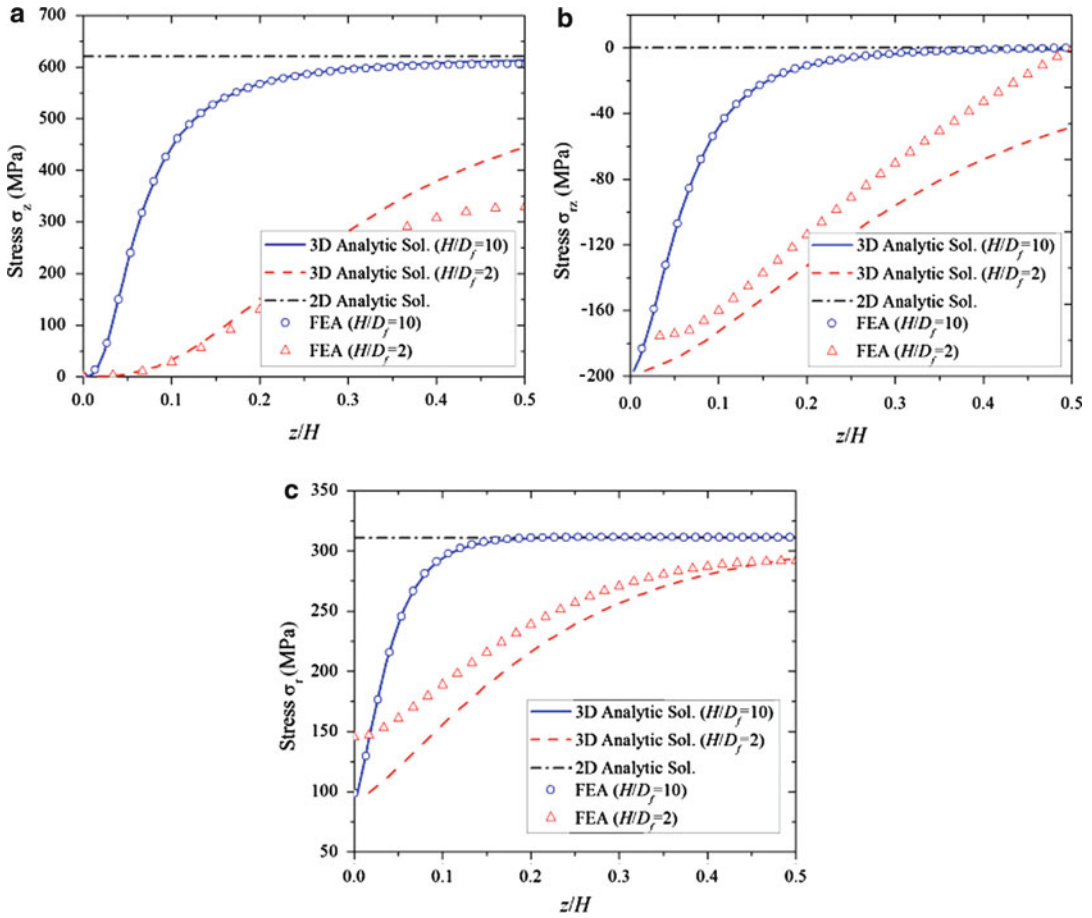 a
700
600
500
400
300
200
100
0
Stress σz (MPa)
3D Analytic Sol. (H/Df=10)
3D Analytic Sol. (H/Df=2)
2D Analytic Sol.
FEA (H/Df=10)
FEA (H/Df=2)
0.0 0.1 0.2 0.3 0.4 0.5
z/H
b
0
-40
-80
-120
-160
-200
Stress σrz (MPa)
3D Analytic Sol. (H/Df=10)
3D Analytic Sol. (H/Df=2)
2D Analytic Sol.
FEA (H/Df=10)
FEA (H/Df=2)
0.0 0.1 0.2 0.3 0.4 0.5
z/H
c
350
300
250
200
150
100
50
Stress σr (MPa)
3D Analytic Sol. (H/Df=10)
3D Analytic Sol. (H/Df=2)
2D Analytic Sol.
FEA (H/Df=10)
FEA (H/Df=2)
0.0 0.1 0.2 0.3 0.4 0.5
z/H